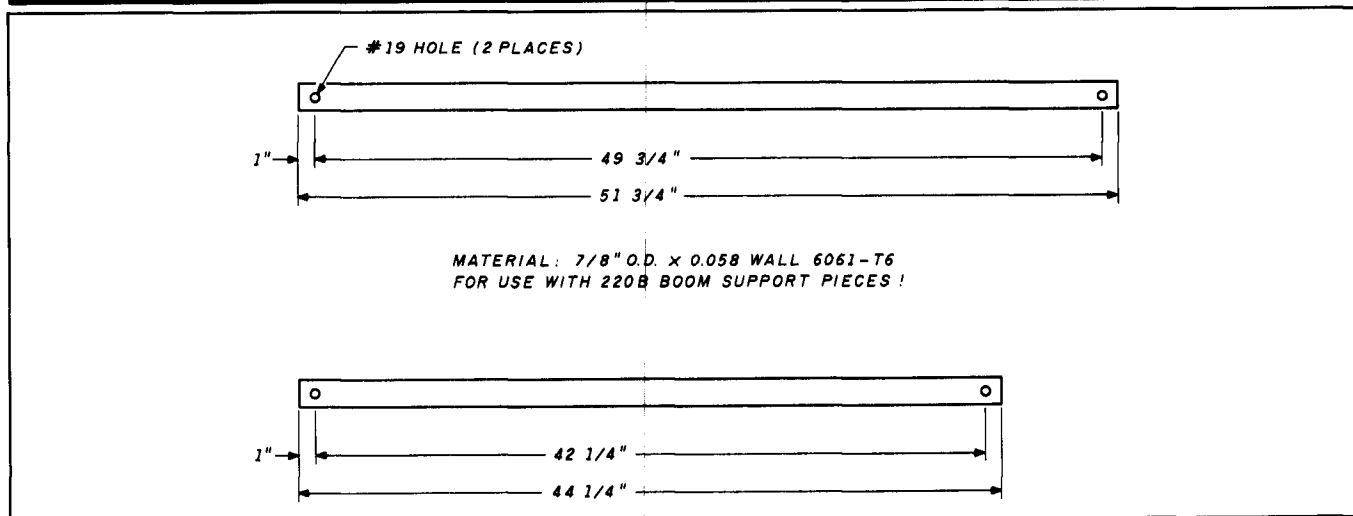 #19 HOLE (2 PLACES)
1"
49 3/4"
51 3/4"
MATERIAL: 7/8" O.D. x 0.058 WALL 6061-T6
FOR USE WITH 220B BOOM SUPPORT PIECES!
1"
42 1/4"
44 1/4"